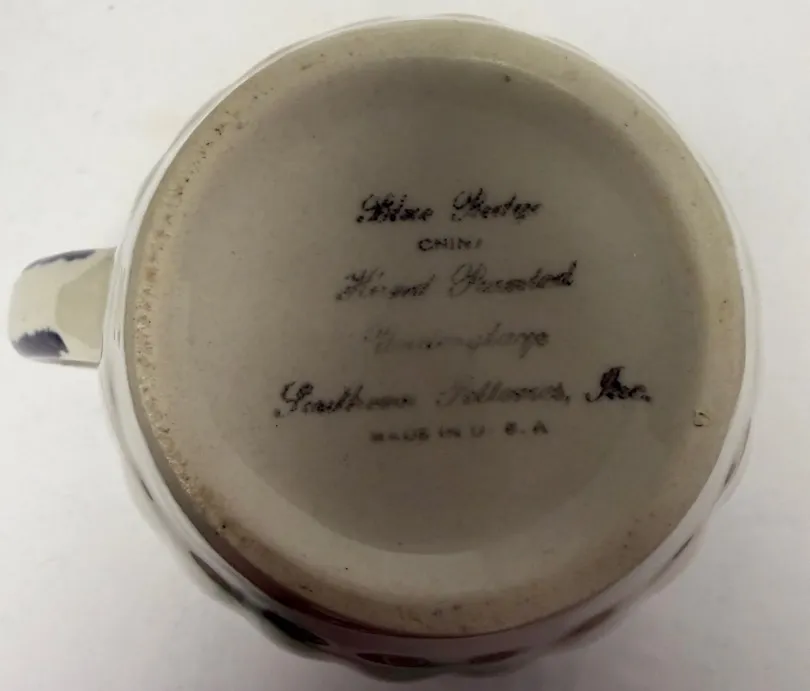 Blue Ridge
CHINA
Hand Painted
Underglaze
Southern Potteries, Inc.
MADE IN U. S. A